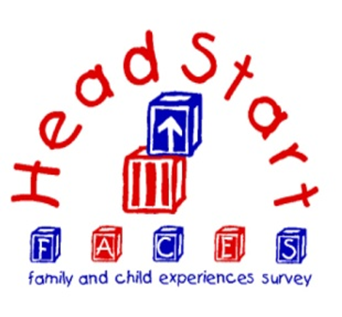 Head Start
FACES
family and child experiences survey